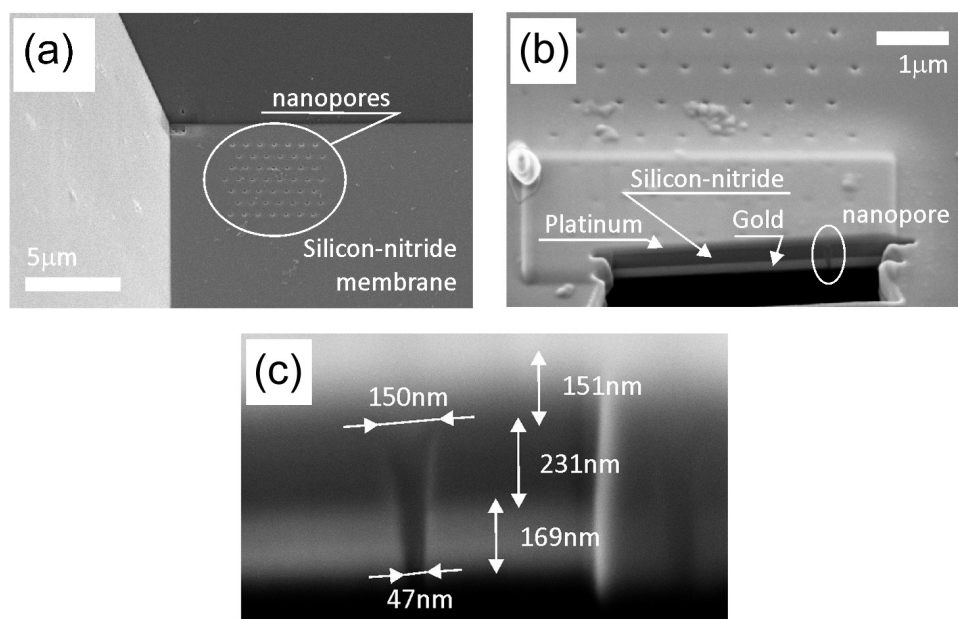 (a)
nanopores
Silicon-nitride
membrane
5μm
(b)
1μm
Silicon-nitride
Platinum
Gold
nanopore
(c)
150nm
151nm
231nm
169nm
47nm